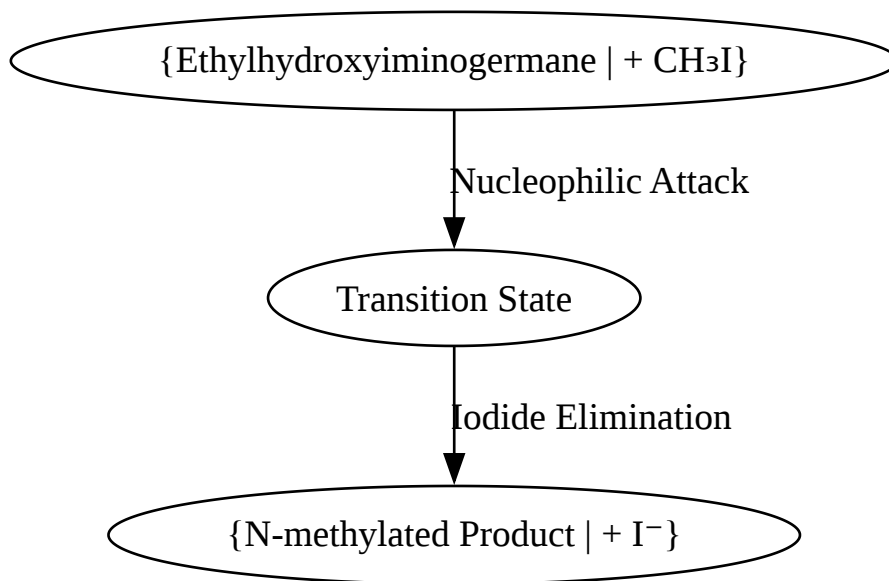 {Ethylhydroxyiminogermane | + CH₃I}
Nucleophilic Attack
Transition State
Iodide Elimination
{N-methylated Product | + I⁻}